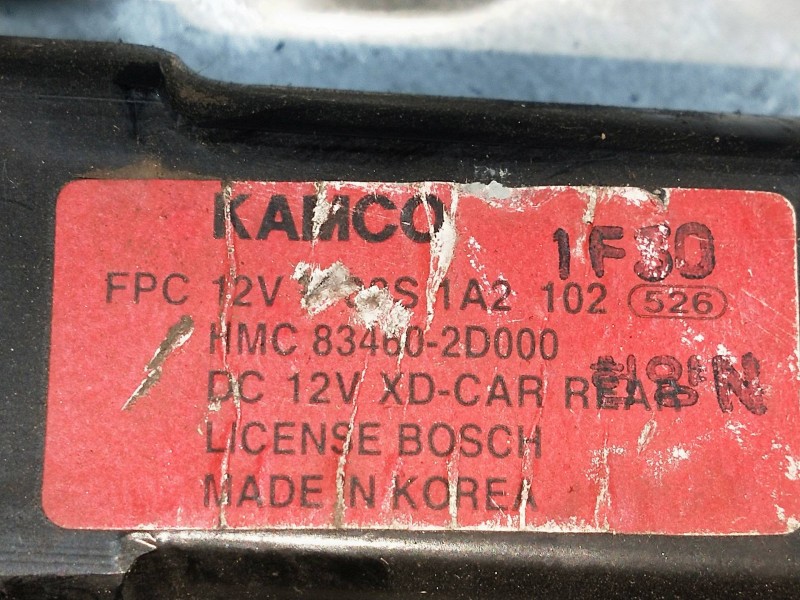 KAMCO
1F30
FPC 12V 1A2 102 526
HMC 83460-2D000
DC 12V XD-CAR REAR N
LICENSE BOSCH
MADE IN KOREA